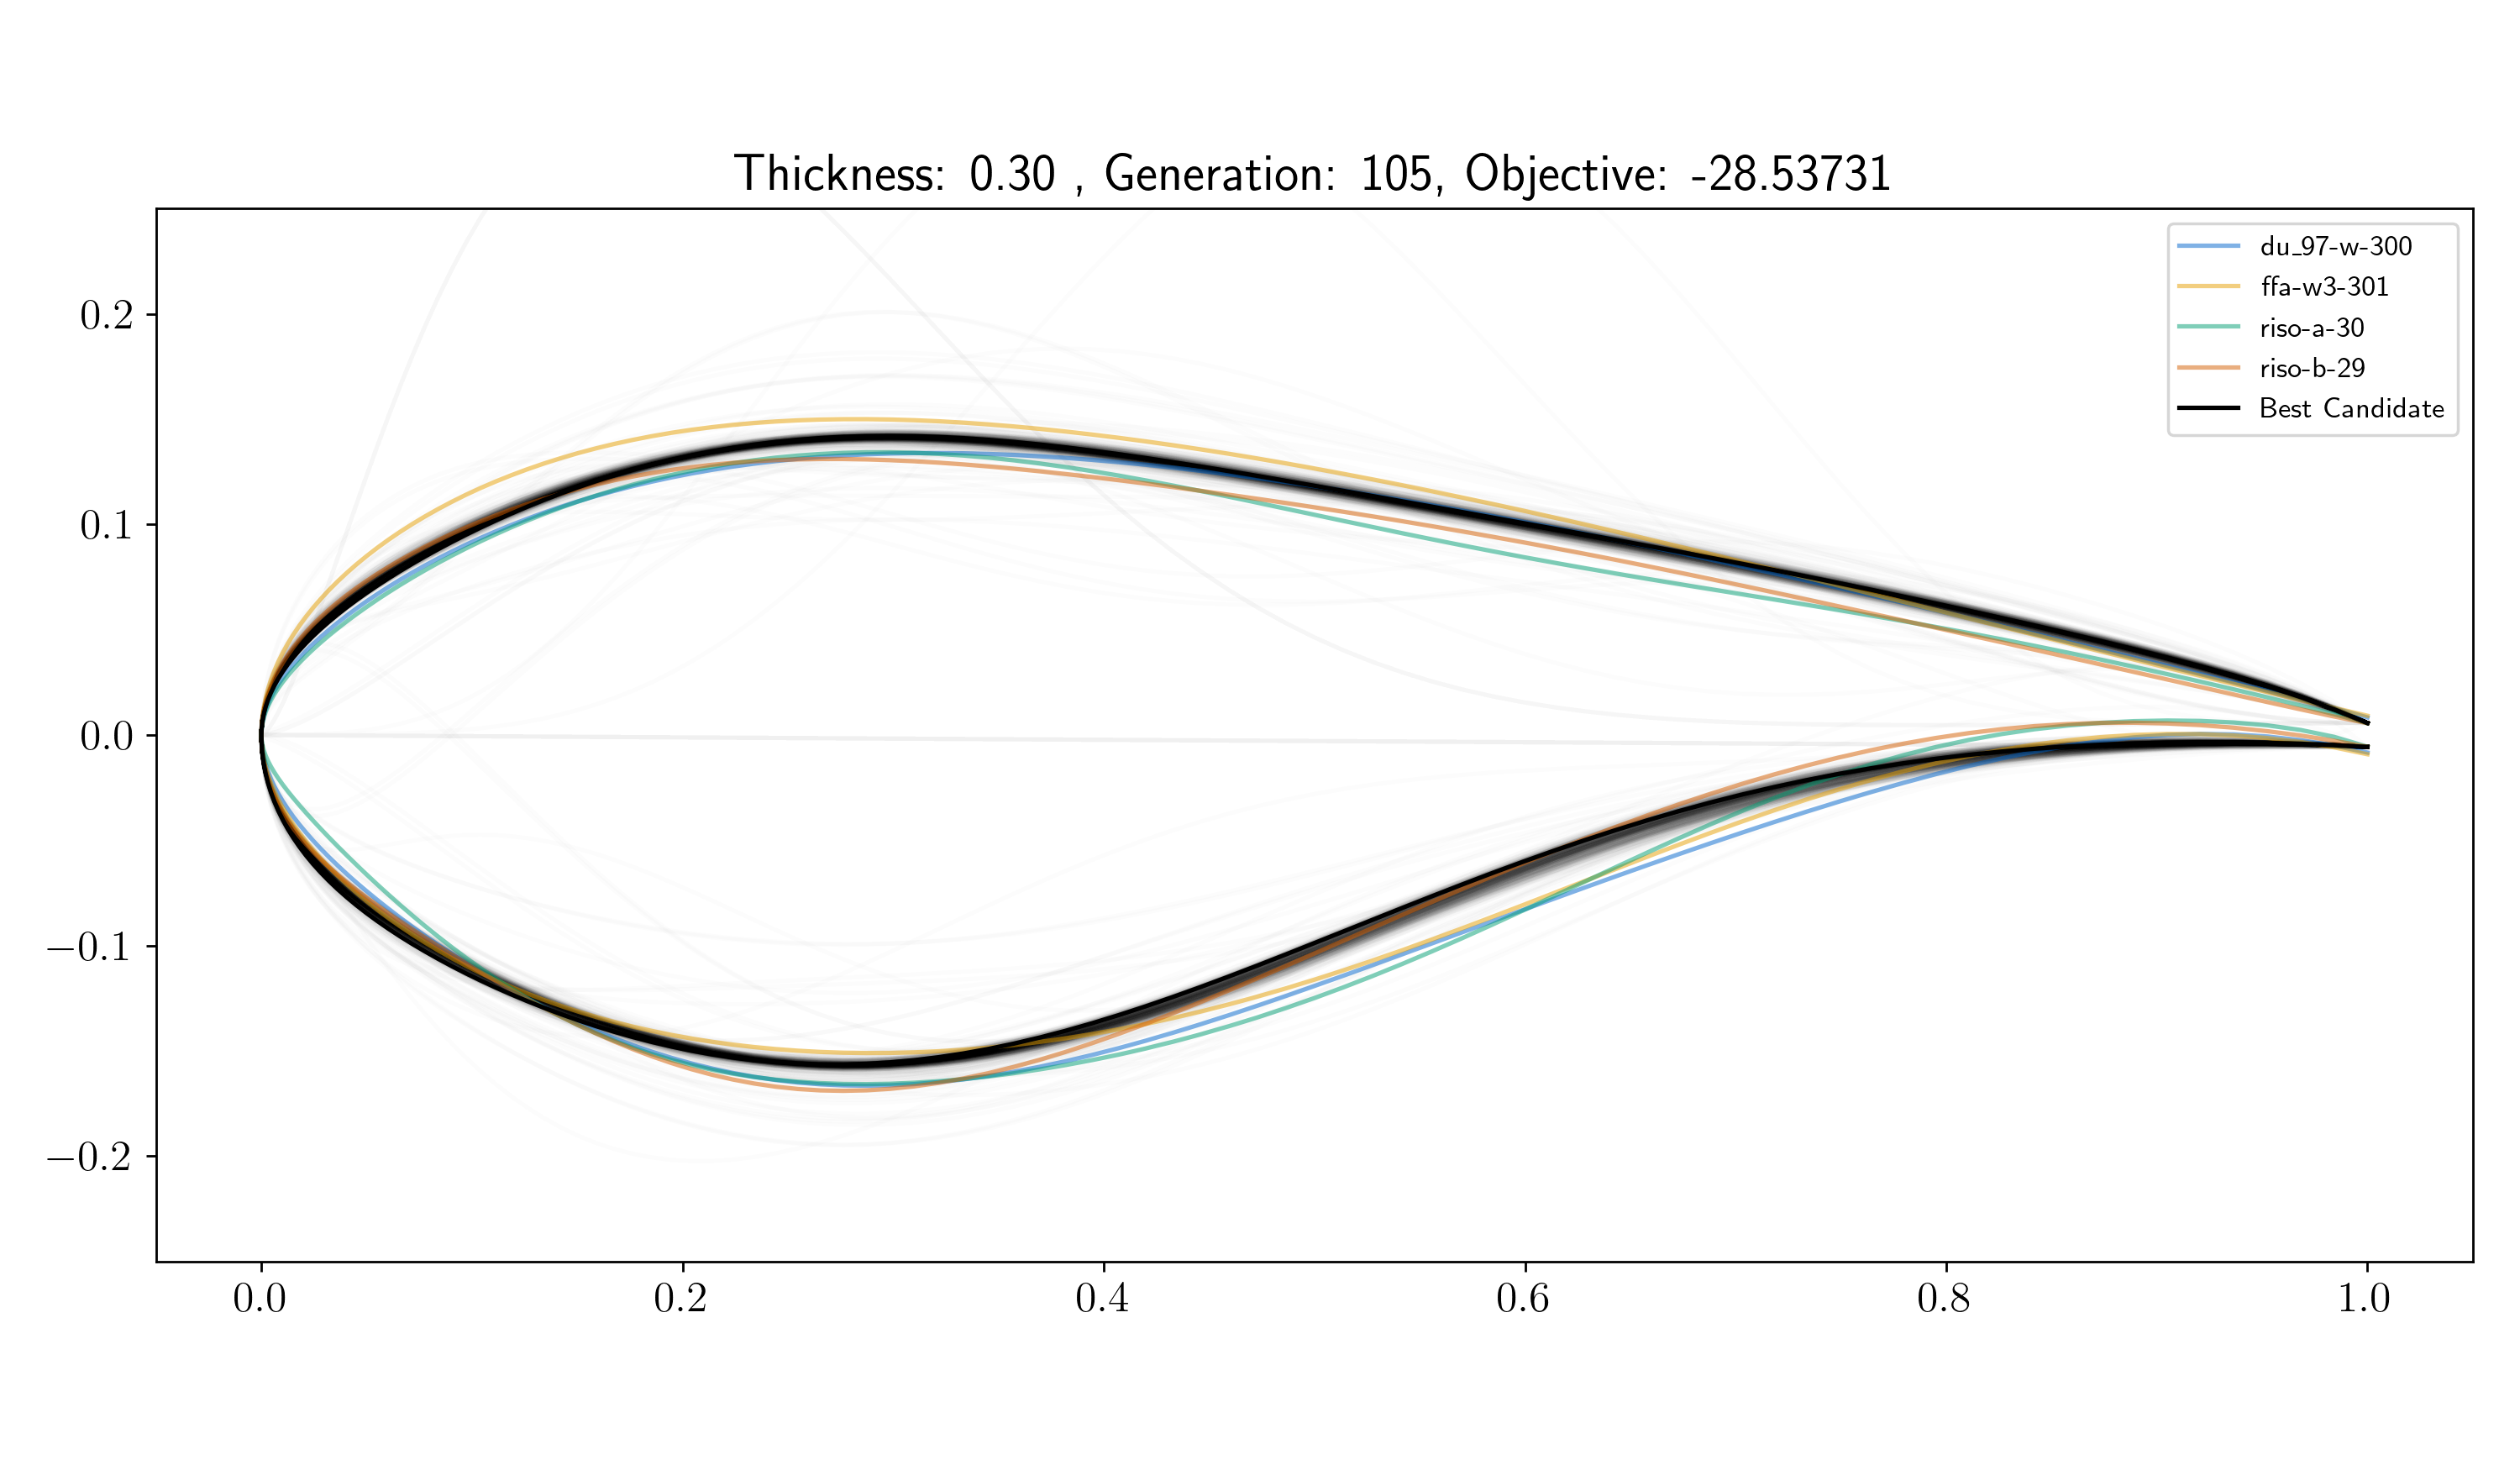 Thickness: 0.30 , Generation: 105, Objective: -28.53731
du_97-w-300
ffa-w3-301
riso-a-30
riso-b-29
Best Candidate
0.2
0.1
0.0
−0.1
−0.2
0.0 0.2 0.4 0.6 0.8 1.0